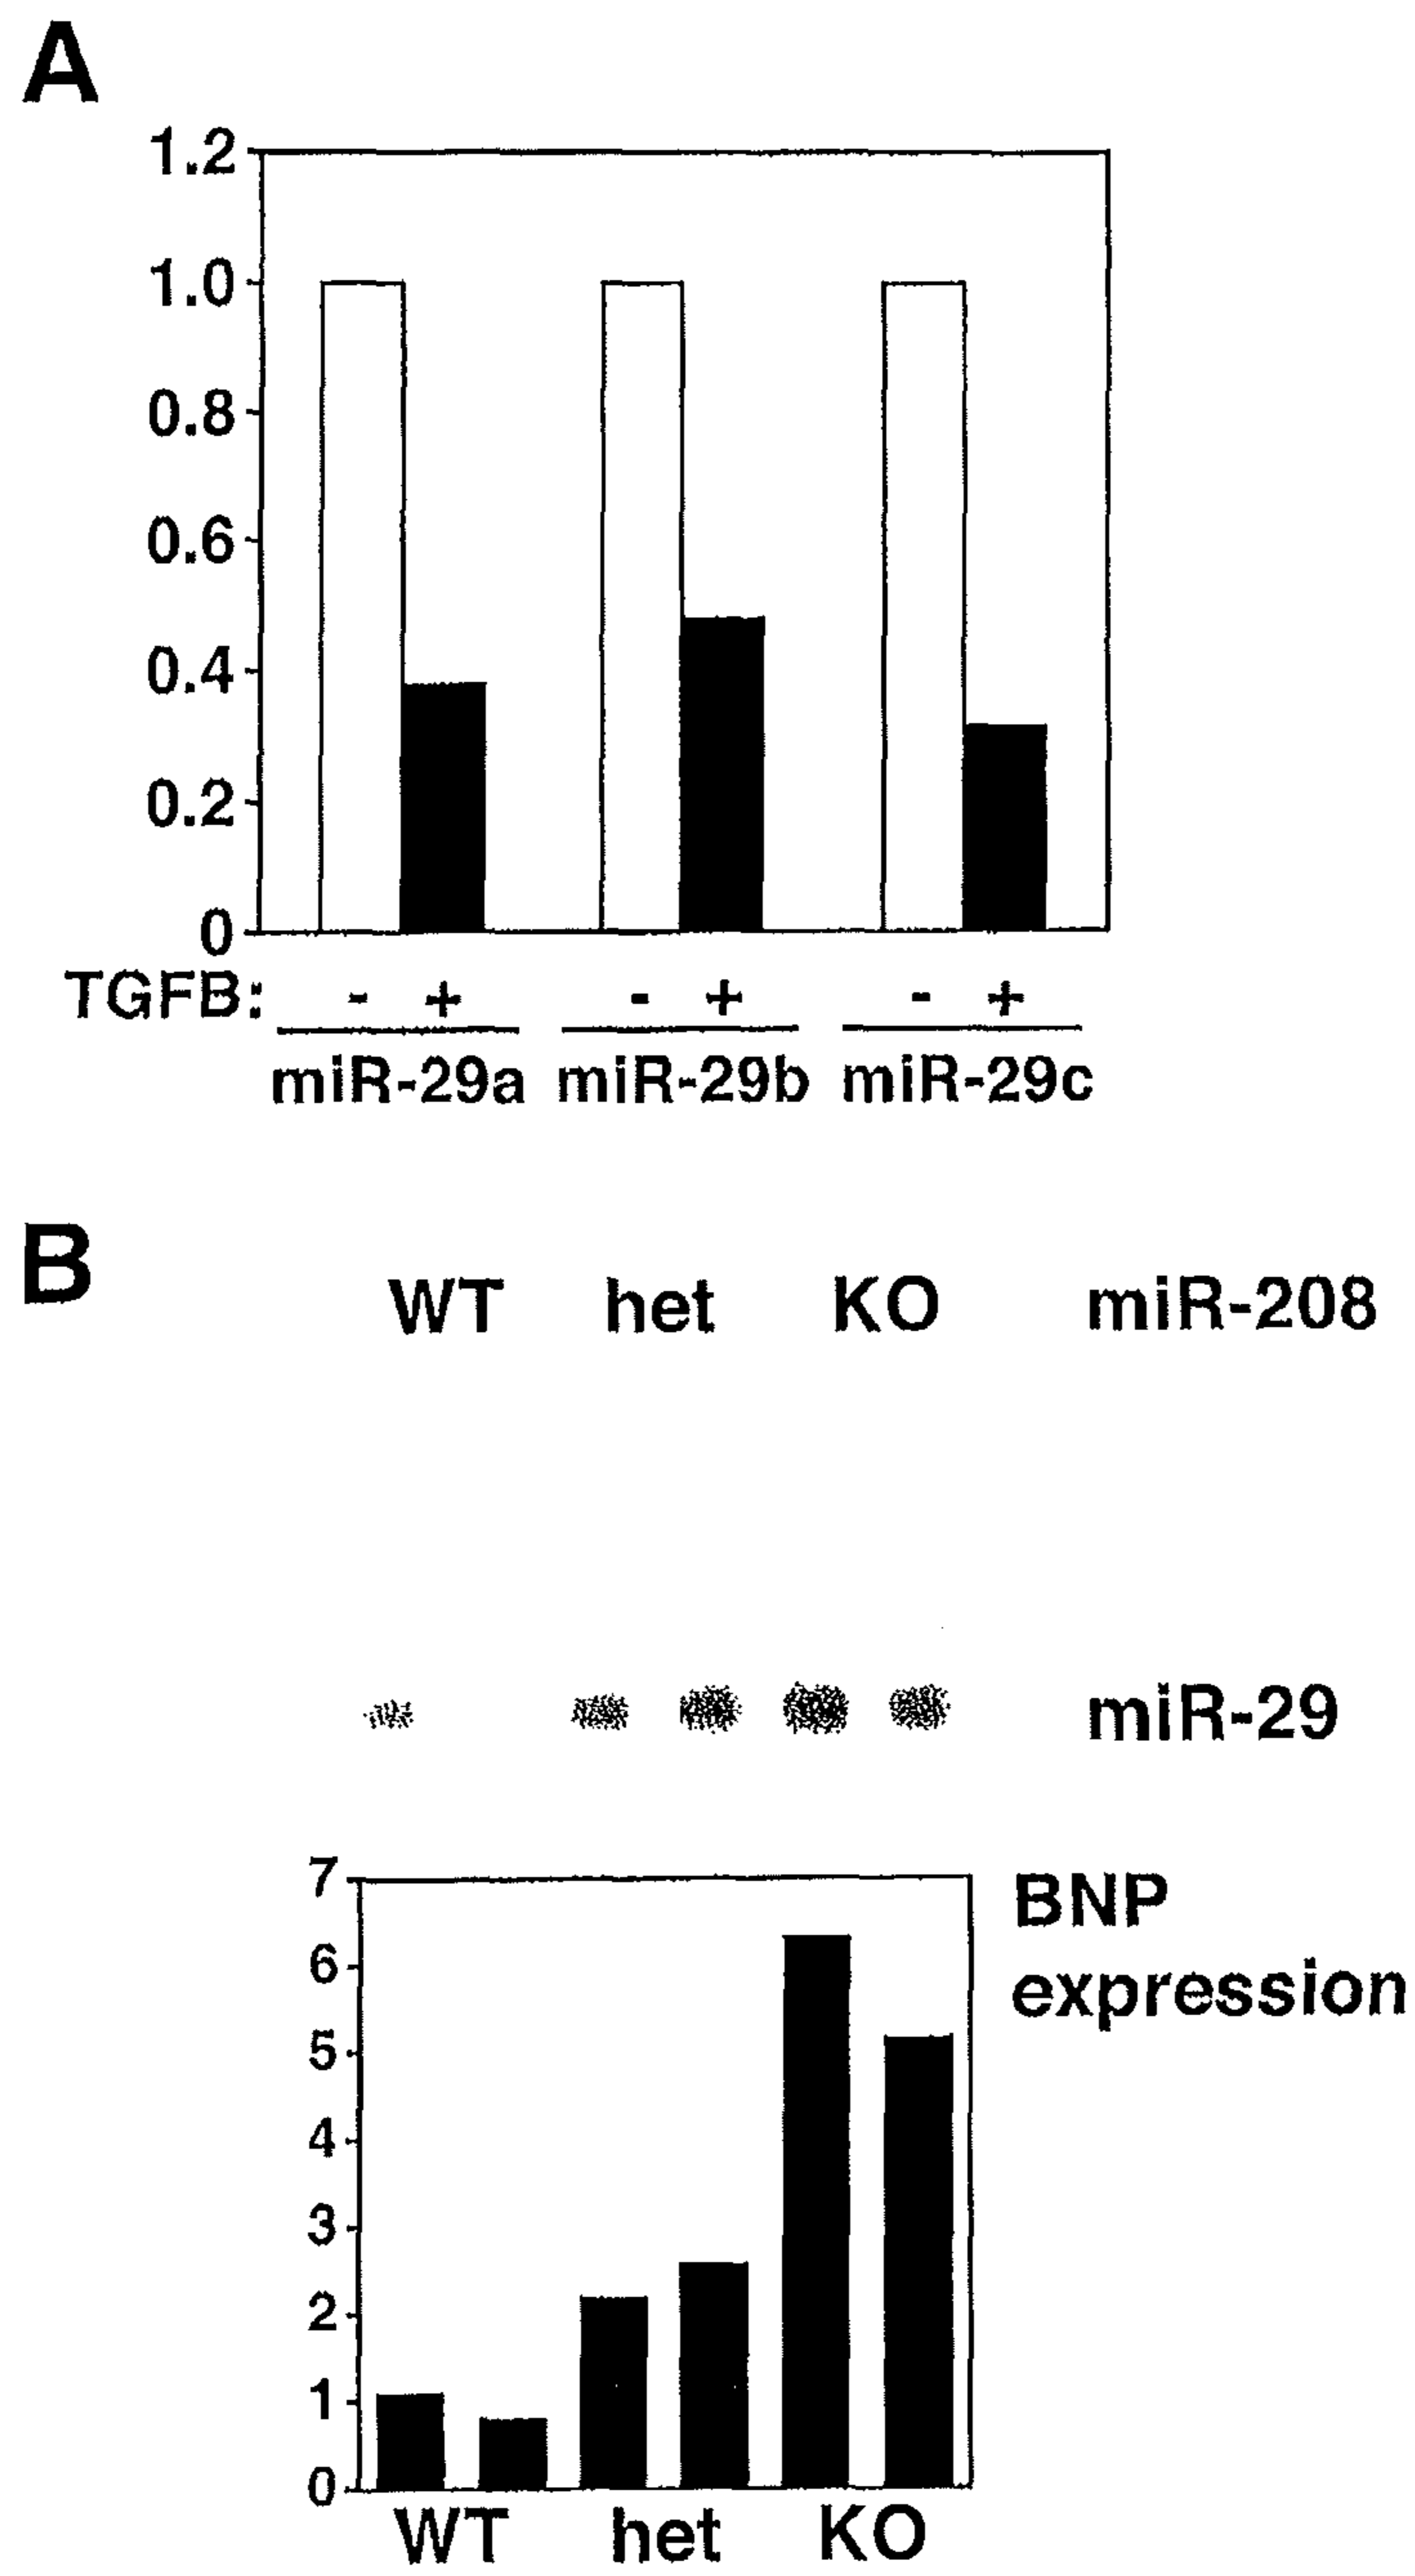 A
1.2
1.0
0.8
0.6
0.4
0.2
0
TGFB: - + - + - +
miR-29a miR-29b miR-29c
B
WT het KO miR-208
miR-29
7
6
5
4
3
2
1
0
BNP
expression
WT het KO